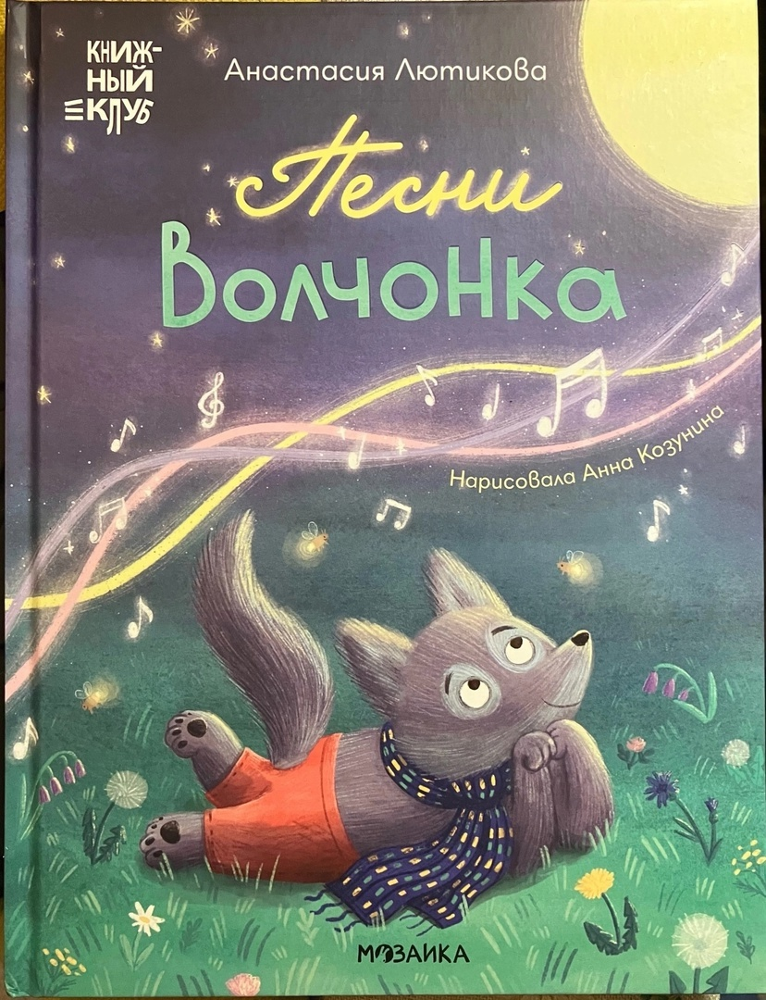 КНИЖ-
НЫЙ
КЛУБ
Анастасия Лютикова
Песни
Волчонка
Нарисовала Анна Козунина
МОЗАИКА